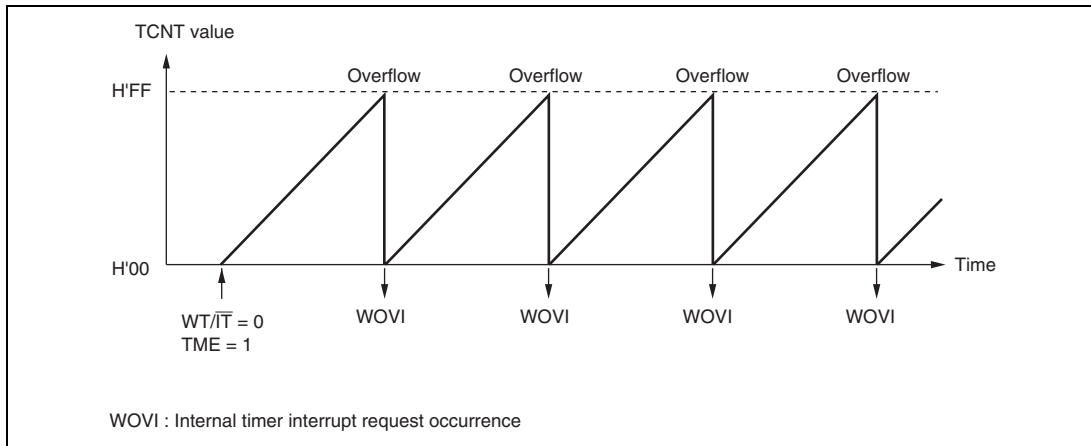 TCNT value
Overflow Overflow Overflow Overflow
H'FF
H'00
Time
WT/I̅T̅ = 0
TME = 1
WOVI WOVI WOVI WOVI
WOVI : Internal timer interrupt request occurrence